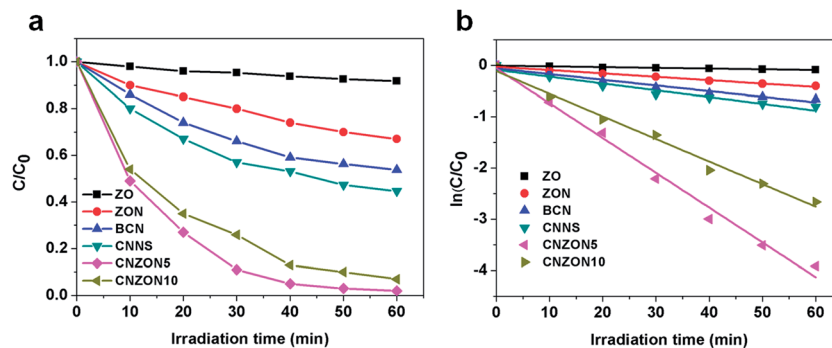 a
C/C0
1.0
0.8
0.6
0.4
0.2
0.0
ZO
ZON
BCN
CNNS
CNZON5
CNZON10
0 10 20 30 40 50 60
Irradiation time (min)
b
ln(C/C0)
0
-1
-2
-3
-4
ZO
ZON
BCN
CNNS
CNZON5
CNZON10
0 10 20 30 40 50 60
Irradiation time (min)